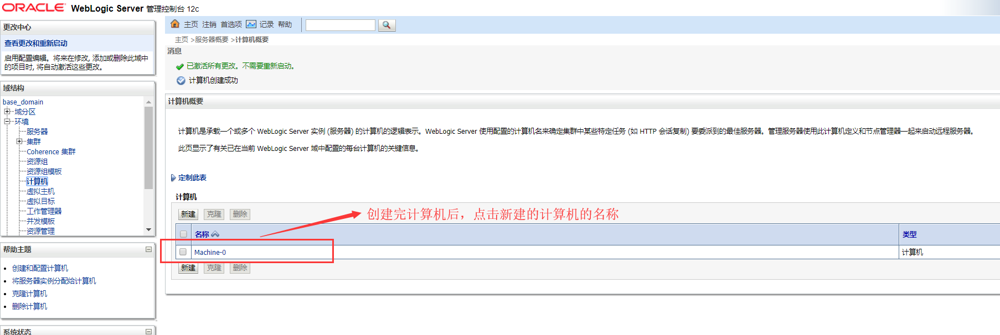 ORACLE WebLogic Server 管理控制台 12c
更改中心
查看更改和重新启动
启用配置编辑。将来在修改, 添加或删除此域中
的项目时, 将自动激活这些更改。
域结构
base_domain
域分区
环境
服务器
集群
Coherence 集群
资源组
资源组模板
计算机
虚拟主机
虚拟目标
工作管理器
并发模板
资源管理
帮助主题
创建和配置计算机
将服务器实例分配给计算机
克隆计算机
删除计算机
系统状态
主页 注销 首选项 记录 帮助
主页 >服务器概要 >计算机概要
消息
已激活所有更改。不需要重新启动。
计算机创建成功
计算机概要
计算机是承载一个或多个 WebLogic Server 实例 (服务器) 的计算机的逻辑表示。WebLogic Server 使用配置的计算机名来确定集群中某些特定任务 (如 HTTP 会话复制) 要委派到的最佳服务器。管理服务器使用此计算机定义和节点管理器一起来启动远程服务器。
此页显示了有关已在当前 WebLogic Server 域中配置的每台计算机的关键信息。
定制此表
计算机
新建 克隆 删除
创建完计算机后，点击新建的计算机的名称
名称 类型
Machine-0 计算机
新建 克隆 删除